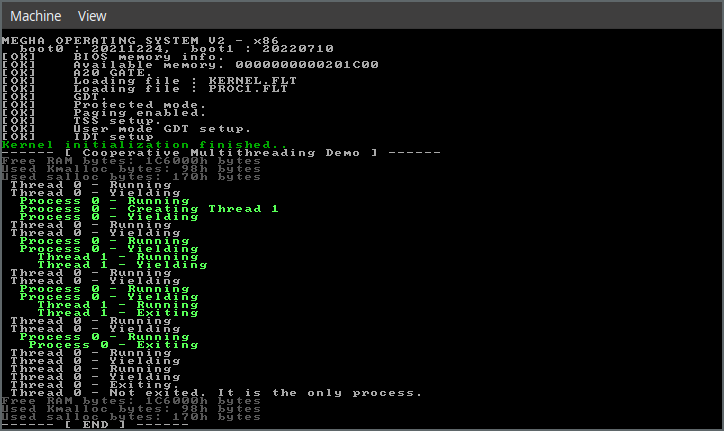 Machine View
MEGHA OPERATING SYSTEM V2 - x86
boot0 : 20211224, boot1 : 20220710
[OK] BIOS memory info.
[OK] Available memory. 0000000000201C00
[OK] A20 GATE.
[OK] Loading file : KERNEL.FLT
[OK] Loading file : PROC1.FLT
[OK] GDT.
[OK] Protected mode.
[OK] Paging enabled.
[OK] TSS setup.
[OK] User mode GDT setup.
[OK] IDT setup
Kernel initialization finished..
------ [ Cooperative Multithreading Demo ] ------
Free RAM bytes: 1C6000h bytes
Used Kmalloc bytes: 98h bytes
Used salloc bytes: 170h bytes
Thread 0 - Running
Thread 0 - Yielding
Process 0 - Running
Process 0 - Creating Thread 1
Process 0 - Yielding
Thread 0 - Running
Thread 0 - Yielding
Process 0 - Running
Process 0 - Yielding
Thread 1 - Running
Thread 1 - Yielding
Thread 0 - Running
Thread 0 - Yielding
Process 0 - Running
Process 0 - Yielding
Thread 1 - Running
Thread 1 - Exiting
Thread 0 - Running
Thread 0 - Yielding
Process 0 - Running
Process 0 - Exiting
Thread 0 - Running
Thread 0 - Yielding
Thread 0 - Running
Thread 0 - Yielding
Thread 0 - Exiting.
Thread 0 - Not exited. It is the only process.
Free RAM bytes: 1C6000h bytes
Used Kmalloc bytes: 98h bytes
Used salloc bytes: 170h bytes
------ [ END ] ------